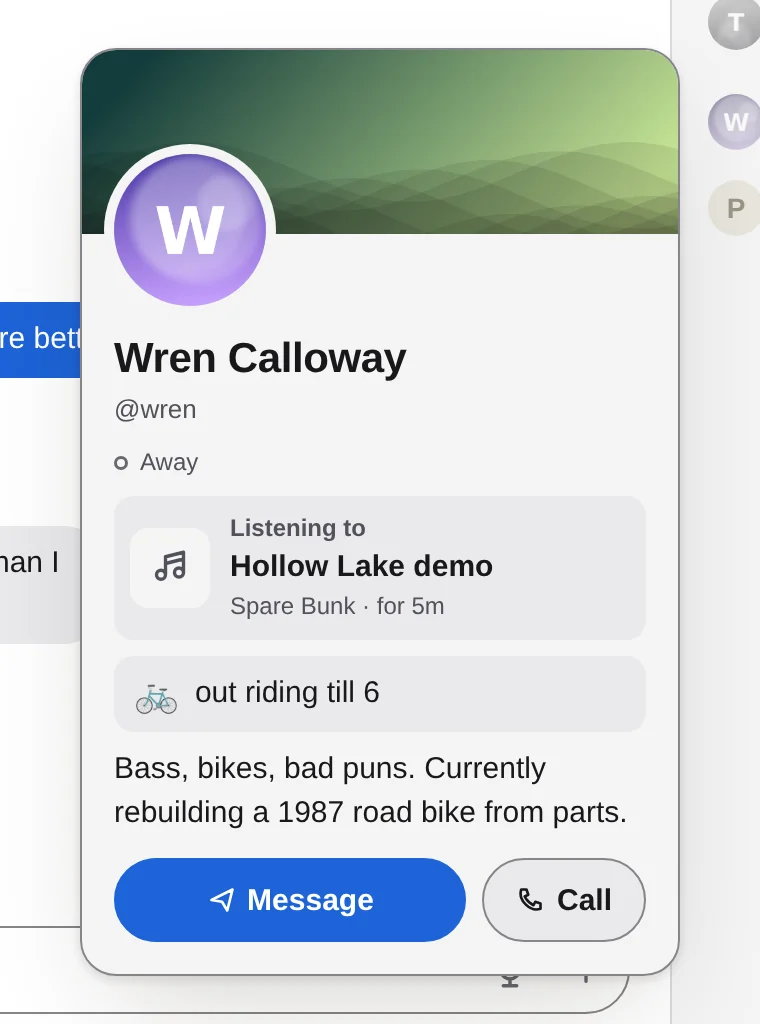 T
W
P
W
Wren Calloway
@wren
Away
Listening to
Hollow Lake demo
Spare Bunk · for 5m
out riding till 6
Bass, bikes, bad puns. Currently
rebuilding a 1987 road bike from parts.
Message
Call
re bett
nan I